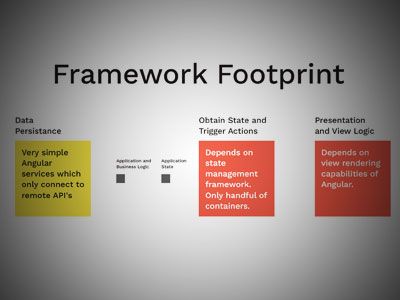 Framework Footprint
Data
Persistance
Very simple
Angular
services which
only connect to
remote API's
Application and
Business Logic
Application
State
Obtain State and
Trigger Actions
Depends on
state
management
framework.
Only handful of
containers.
Presentation
and View Logic
Depends on
view rendering
capabilities of
Angular.